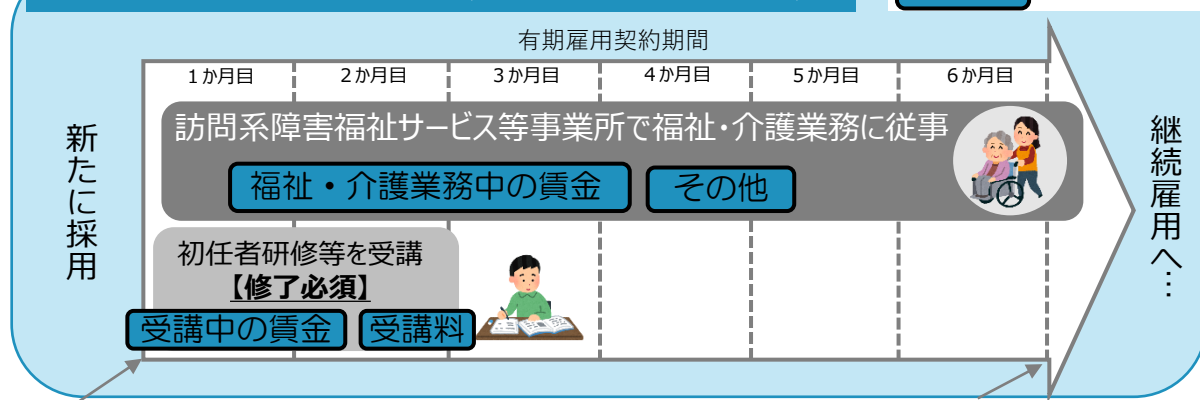 有期雇用契約期間
1か月目 2か月目 3か月目 4か月目 5か月目 6か月目
新たに採用
訪問系障害福祉サービス等事業所で福祉・介護業務に従事
福祉・介護業務中の賃金 その他
初任者研修等を受講
【修了必須】
受講中の賃金 受講料
継続雇用へ…